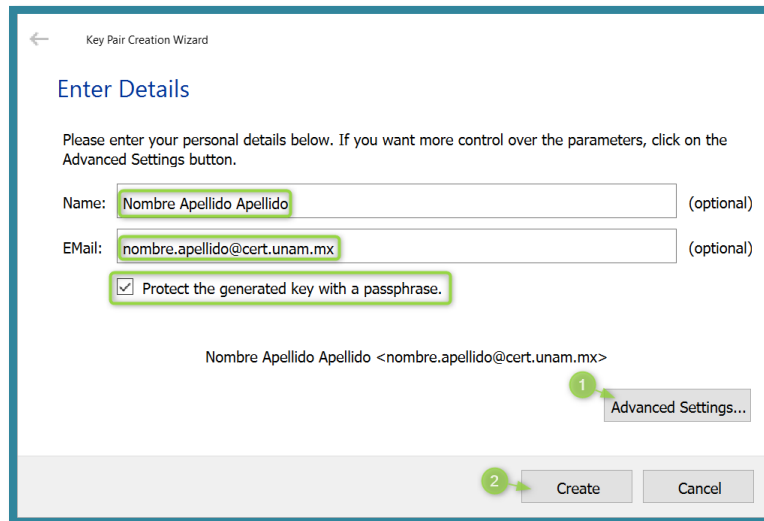 Key Pair Creation Wizard
Enter Details
Please enter your personal details below. If you want more control over the parameters, click on the
Advanced Settings button.
Name: Nombre Apellido Apellido (optional)
EMail: nombre.apellido@cert.unam.mx (optional)
Protect the generated key with a passphrase.
Nombre Apellido Apellido <nombre.apellido@cert.unam.mx>
1
Advanced Settings...
2 Create Cancel